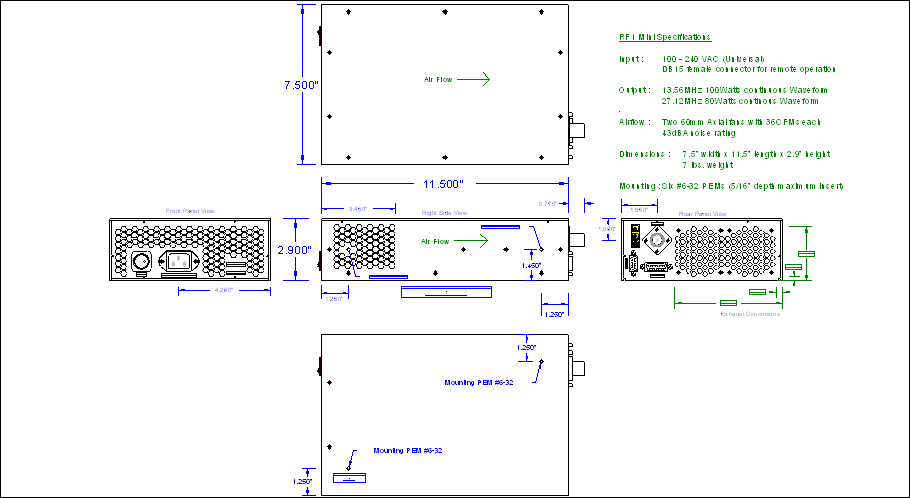 7.500"
Air Flow
11.500"
RF1 Mini Specifications
Input : 100 - 240 VAC (Universal)
DB15 female connector for remote operation
Output : 13.56MHz 100Watts continuous Waveform
27.12MHz 80Watts continous Waveform
Airflow : Two 60mm Axial fans with 36CFMs each
43dBA noise rating
Dimensions : 7.5" width x 11.5" length x 2.9" height
7 lbs. weight
Mounting : Six #6-32 PEMs (5/16" depth maximum insert)
Front Panel View
4.260"
2.900"
3.450"
Right Side View
0.755"
Air Flow
1.450"
1.250"
1.250"
1.650"
Rear Panel View
1.090"
Exhaust Dimensions
1.250"
Mounting PEM #6-32
Mounting PEM #6-32
1.250"